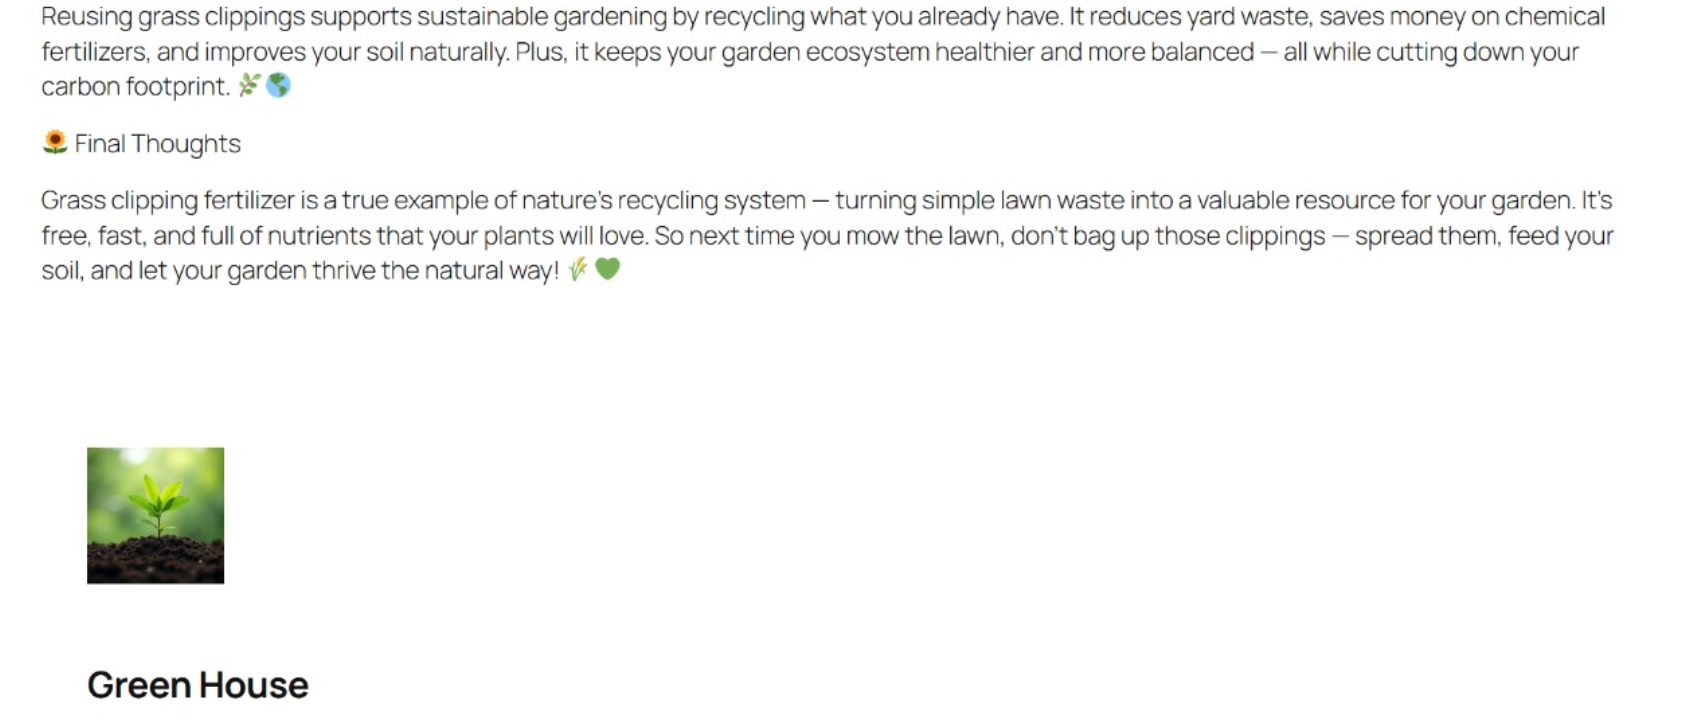 Reusing grass clippings supports sustainable gardening by recycling what you already have. It reduces yard waste, saves money on chemical
fertilizers, and improves your soil naturally. Plus, it keeps your garden ecosystem healthier and more balanced — all while cutting down your
carbon footprint. 🌿🌎
🌻 Final Thoughts
Grass clipping fertilizer is a true example of nature’s recycling system — turning simple lawn waste into a valuable resource for your garden. It’s
free, fast, and full of nutrients that your plants will love. So next time you mow the lawn, don’t bag up those clippings — spread them, feed your
soil, and let your garden thrive the natural way! 🌾💚
Green House